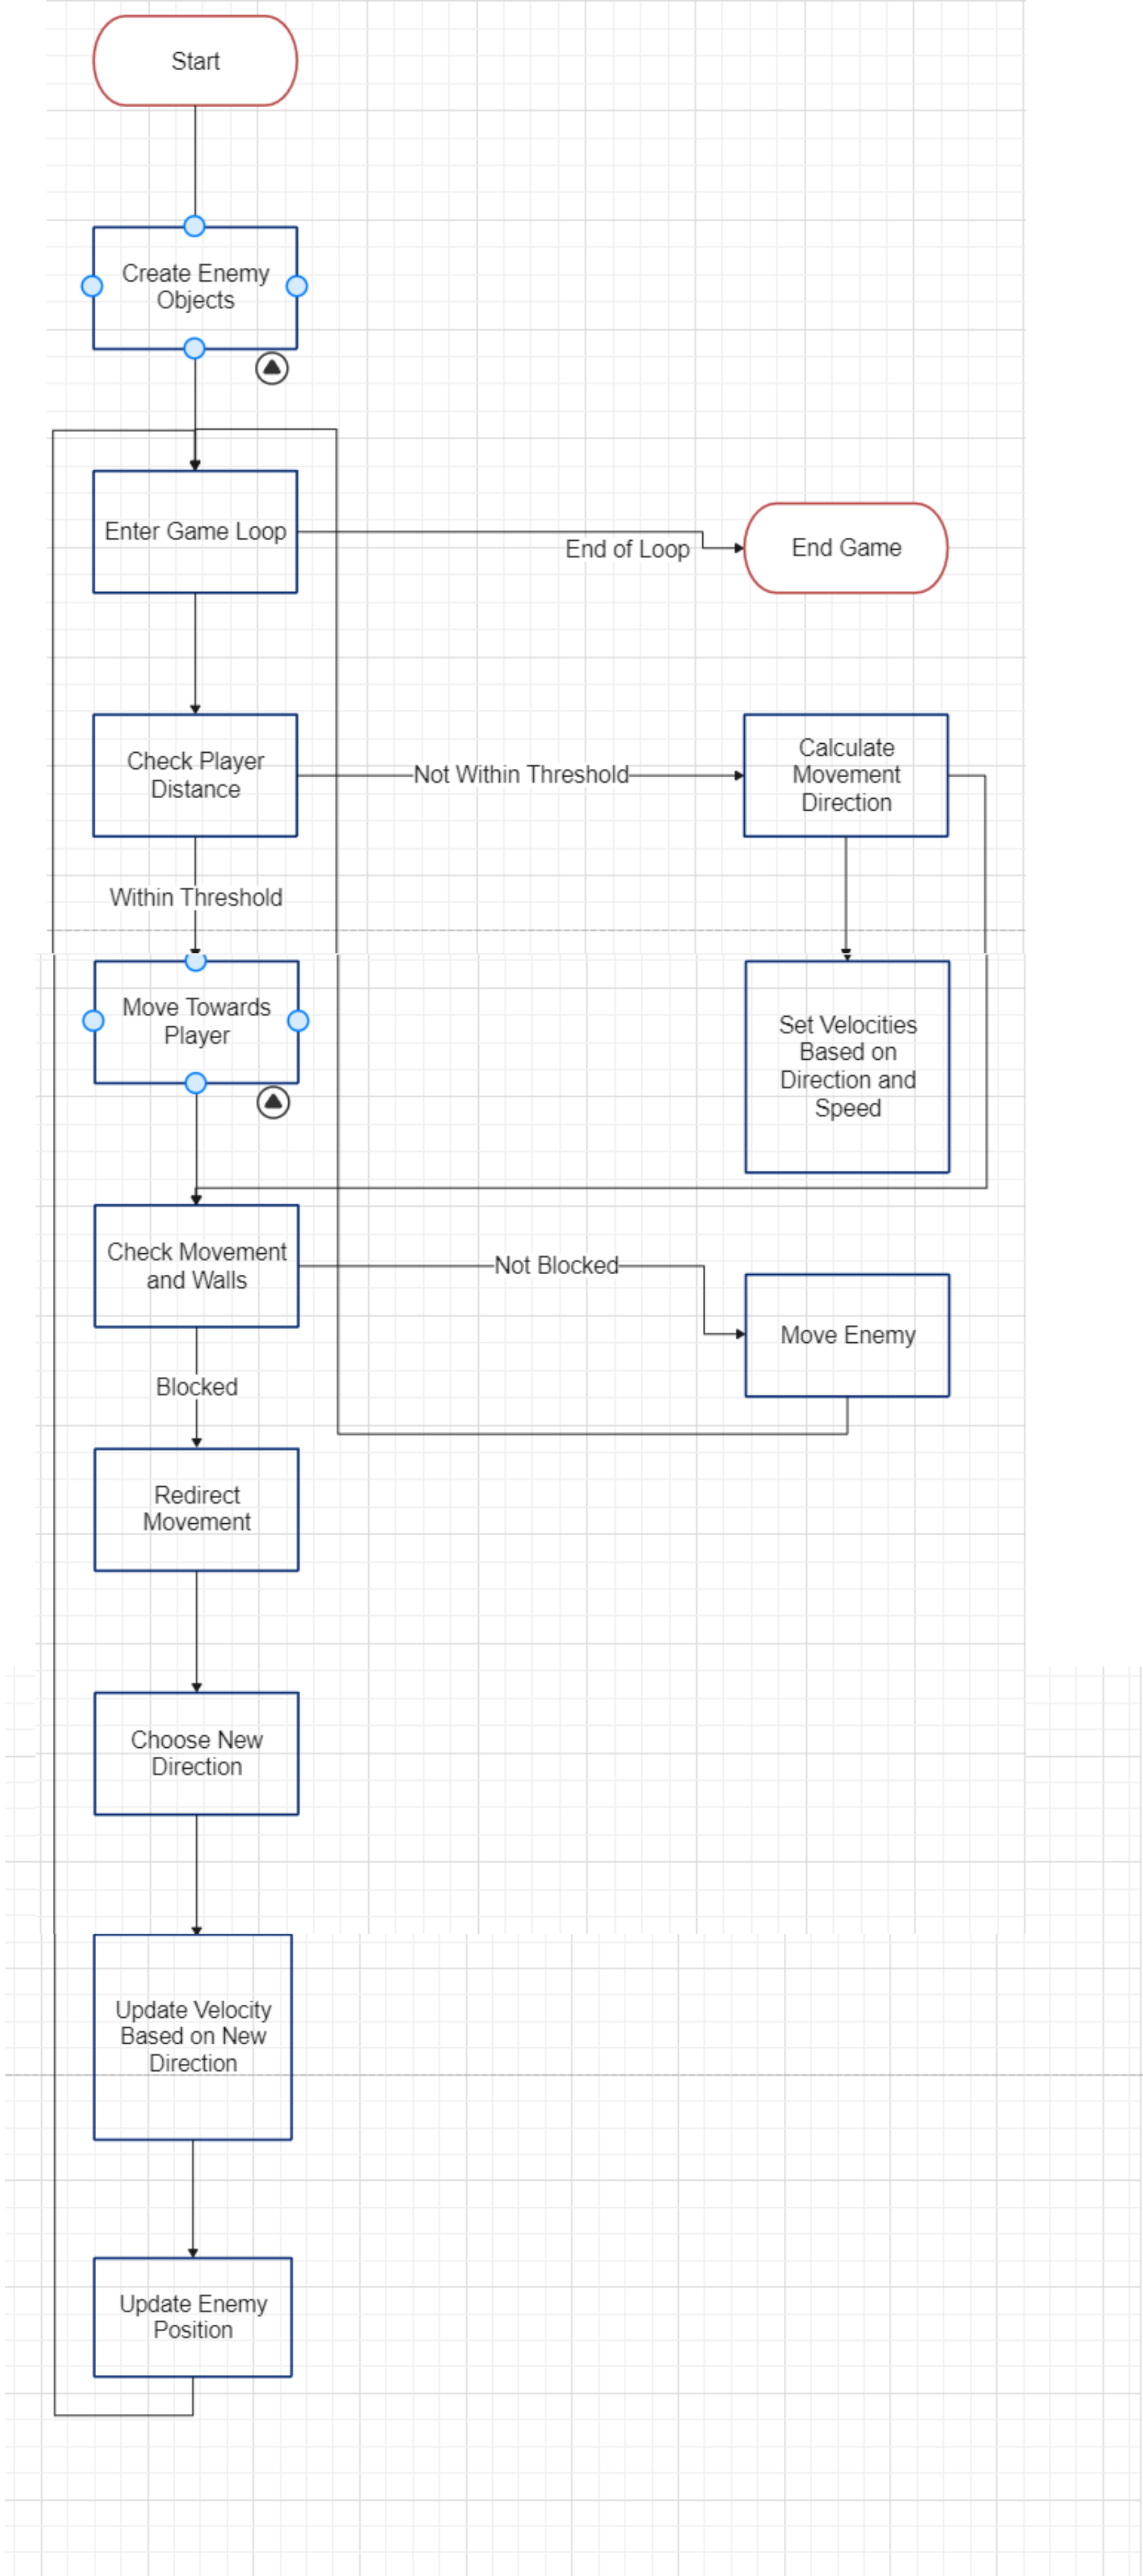 Start
Create Enemy
Objects
Enter Game Loop
End of Loop
End Game
Check Player
Distance
Not Within Threshold
Calculate
Movement
Direction
Within Threshold
Move Towards
Player
Set Velocities
Based on
Direction and
Speed
Check Movement
and Walls
Not Blocked
Move Enemy
Blocked
Redirect
Movement
Choose New
Direction
Update Velocity
Based on New
Direction
Update Enemy
Position